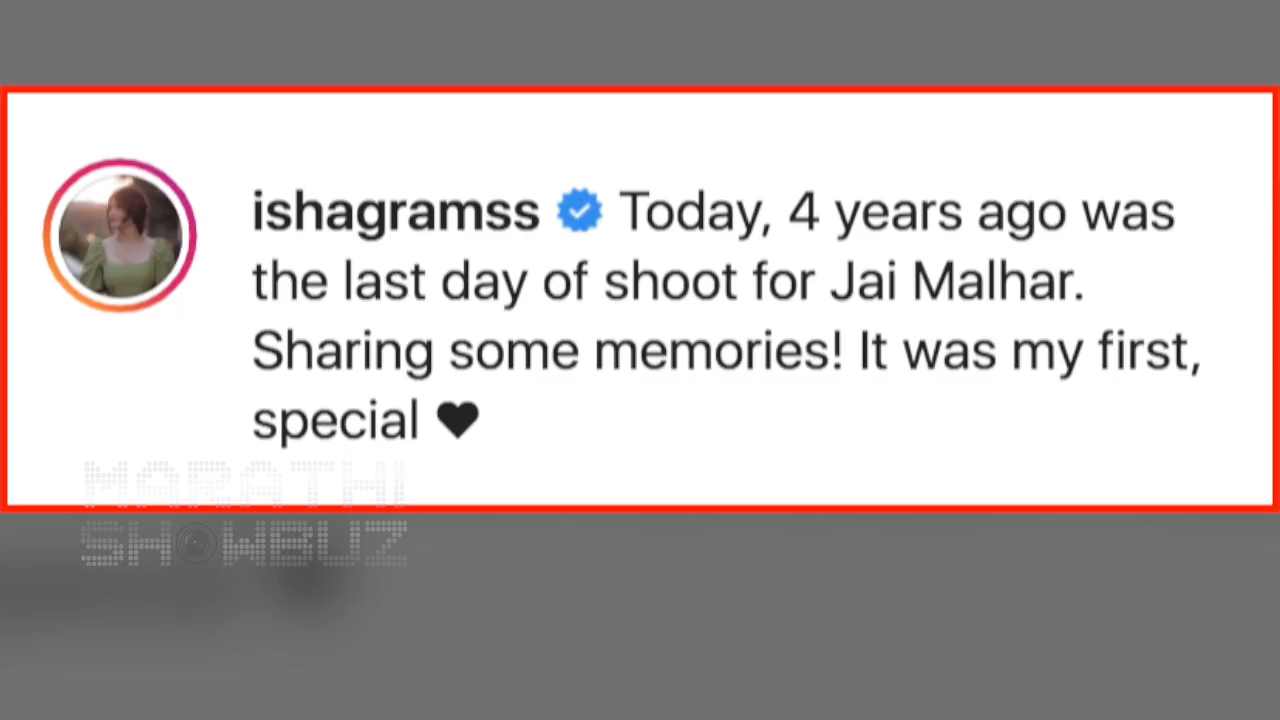 ishagramss Today, 4 years ago was
the last day of shoot for Jai Malhar.
Sharing some memories! It was my first,
special 🖤
MARATHI
SHOWBUZ